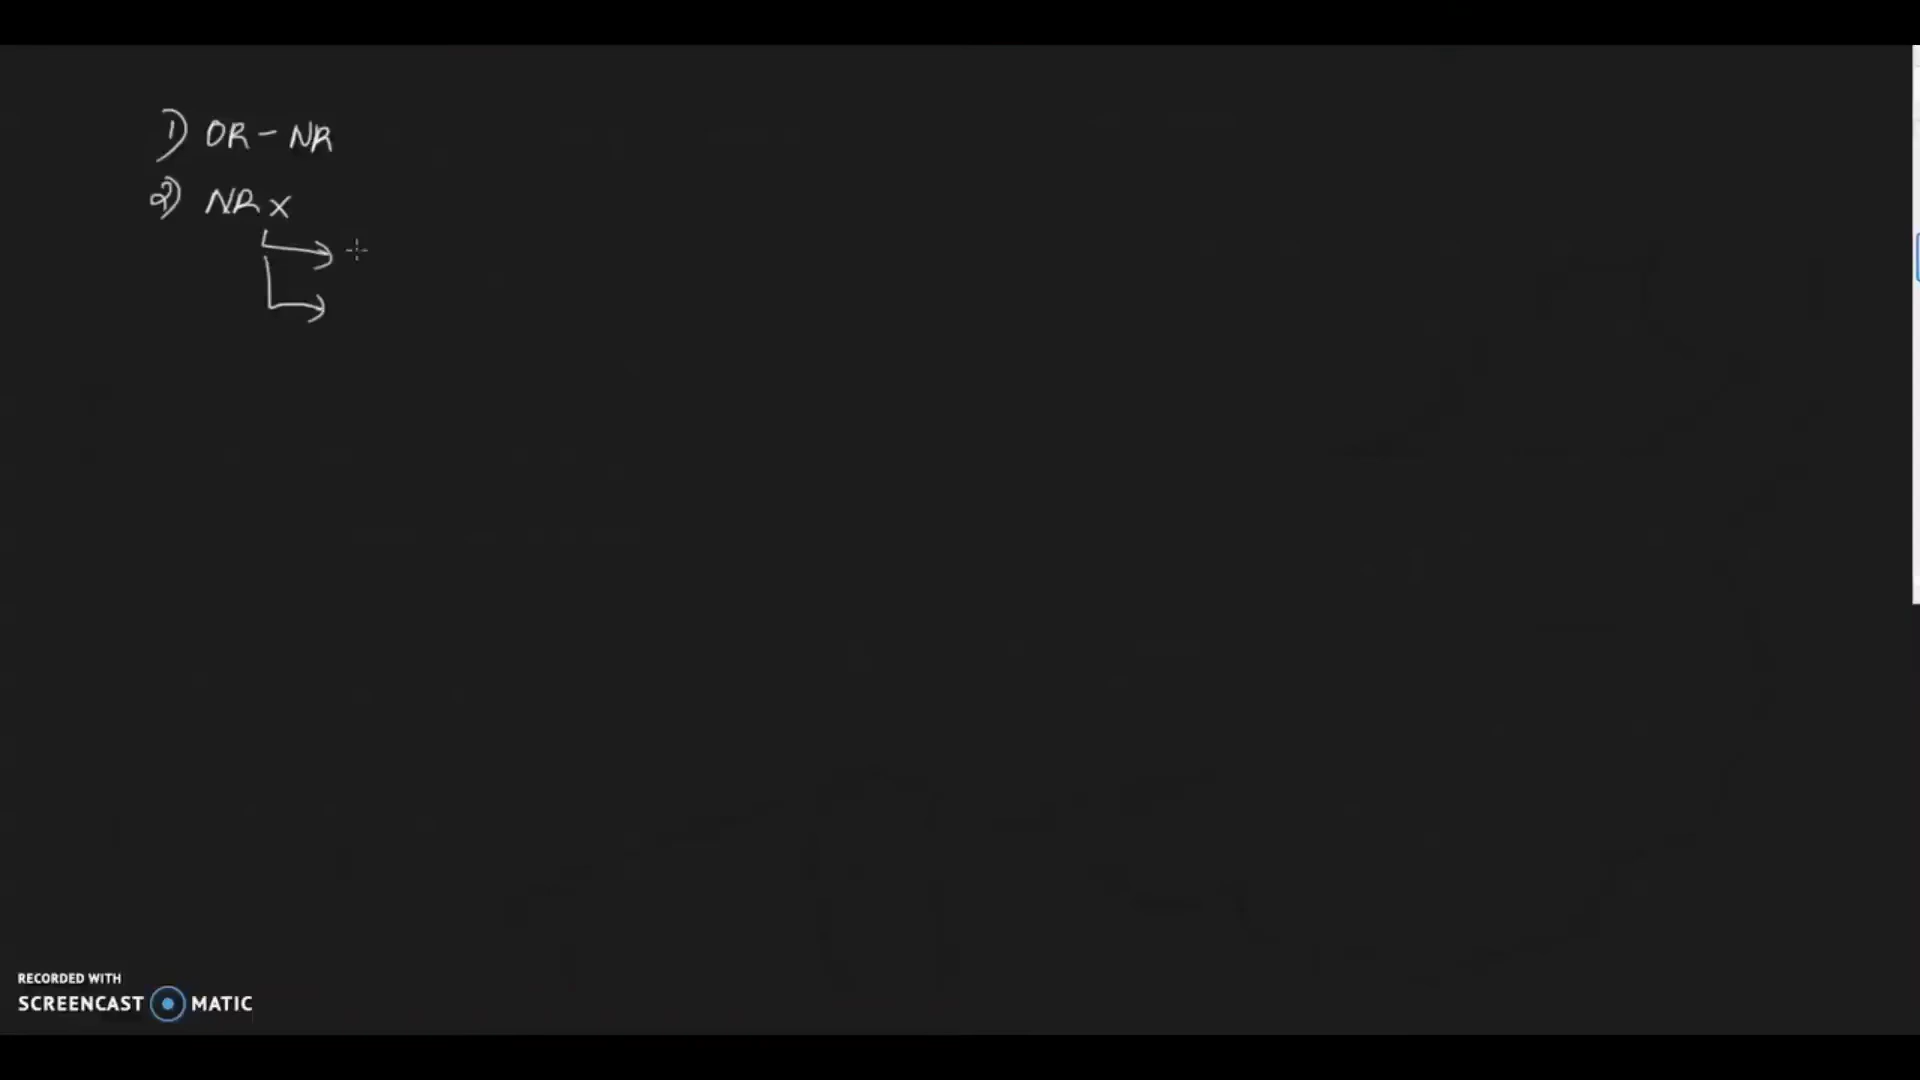 1) OR - NR
2) NR x
RECORDED WITH
SCREENCAST MATIC